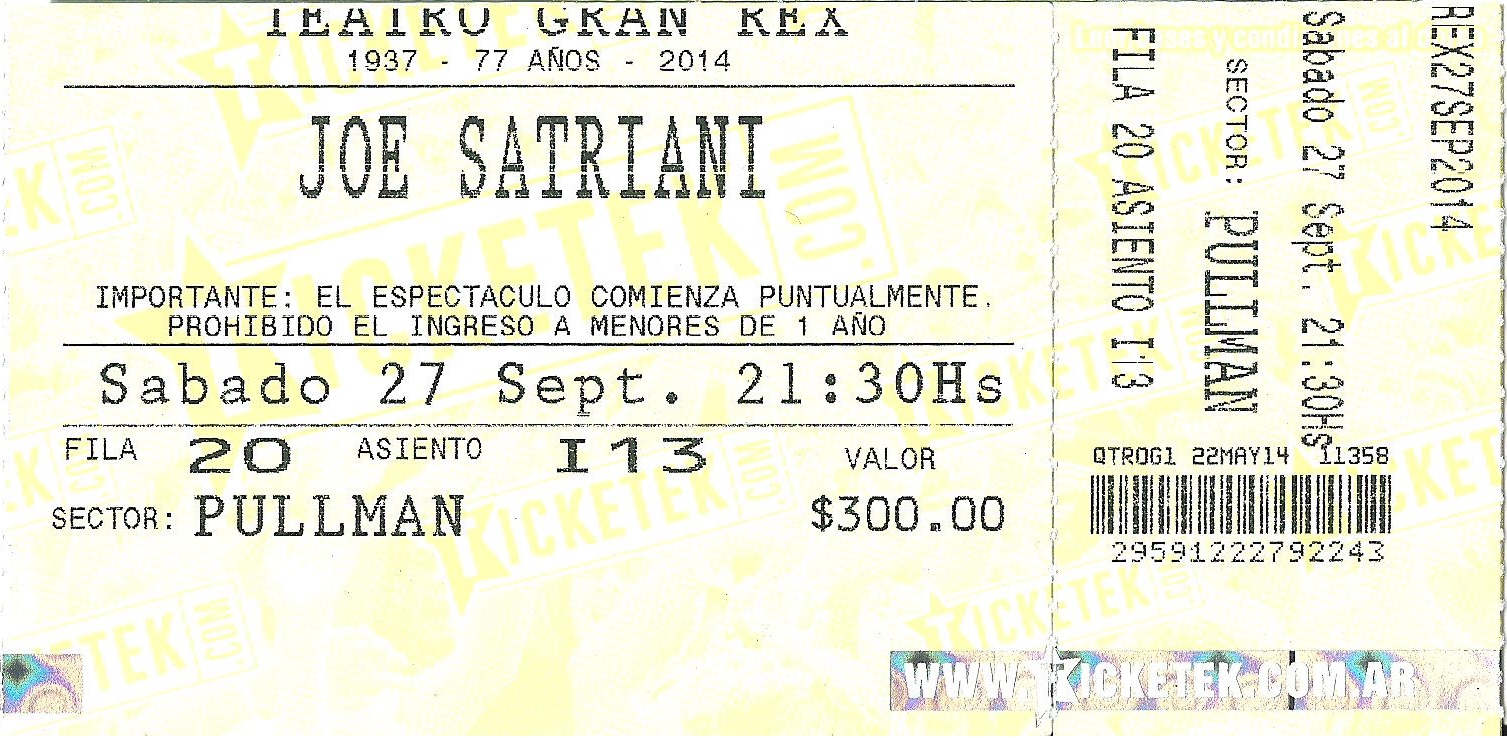 TEATRO GRAN REX
1937 - 77 AÑOS - 2014
JOE SATRIANI
IMPORTANTE: EL ESPECTACULO COMIENZA PUNTUALMENTE.
PROHIBIDO EL INGRESO A MENORES DE 1 AÑO
Sabado 27 Sept. 21:30Hs
FILA 20 ASIENTO I13 VALOR
SECTOR: PULLMAN $300.00
REX27SEP2014
Sabado 27 Sept. 21:30Hs
SECTOR: PULLMAN
FILA 20 ASIENTO I13
QTROG1 22MAY14 11358
29591222792243
WWW.TICKETEK.COM.AR
TICKETEK.COM